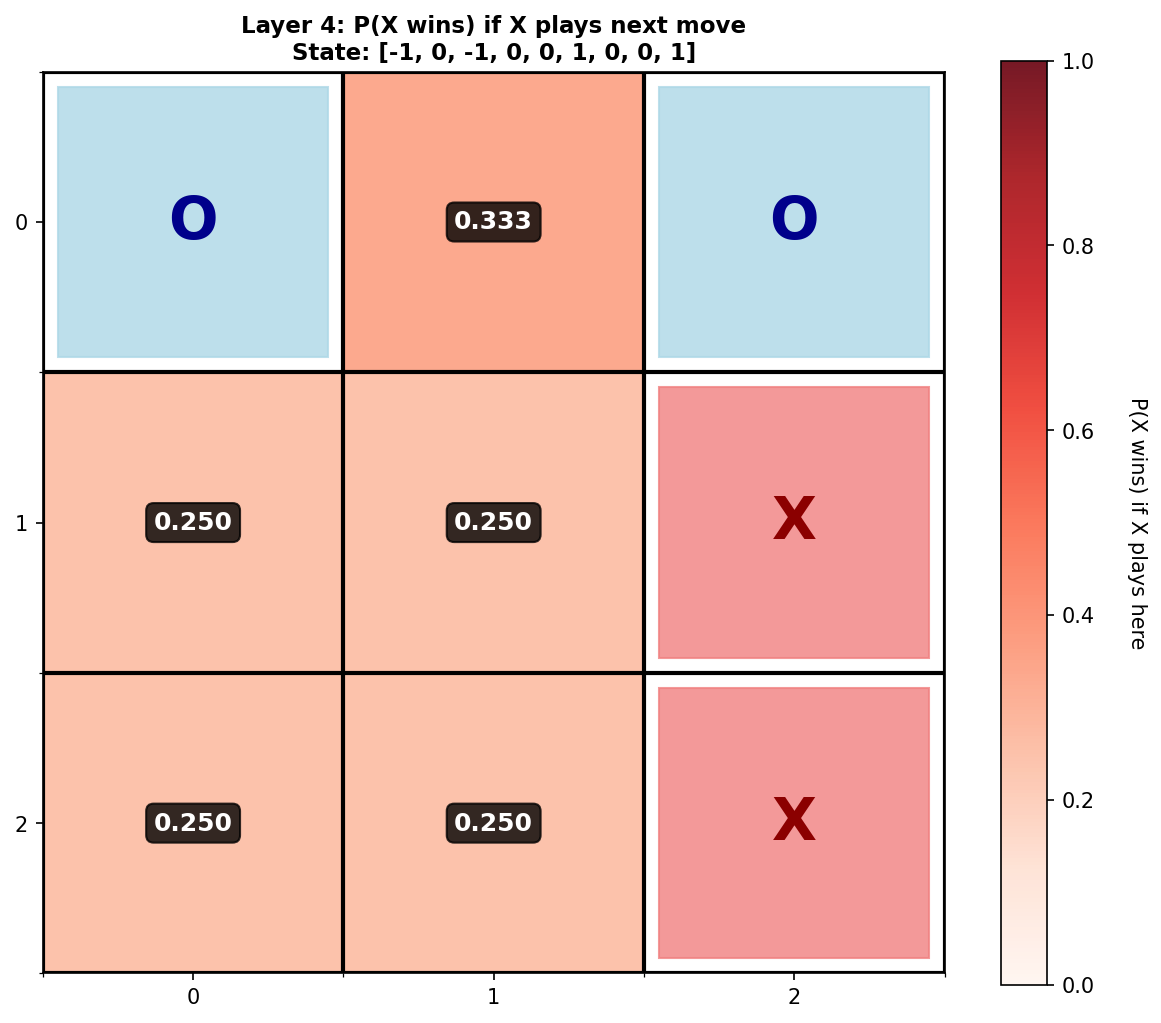 Layer 4: P(X wins) if X plays next move
State: [-1, 0, -1, 0, 0, 1, 0, 0, 1]
0
O
0.333
O
1
0.250
0.250
X
2
0.250
0.250
X
0
1
2
1.0
0.8
0.6
0.4
0.2
0.0
P(X wins) if X plays here